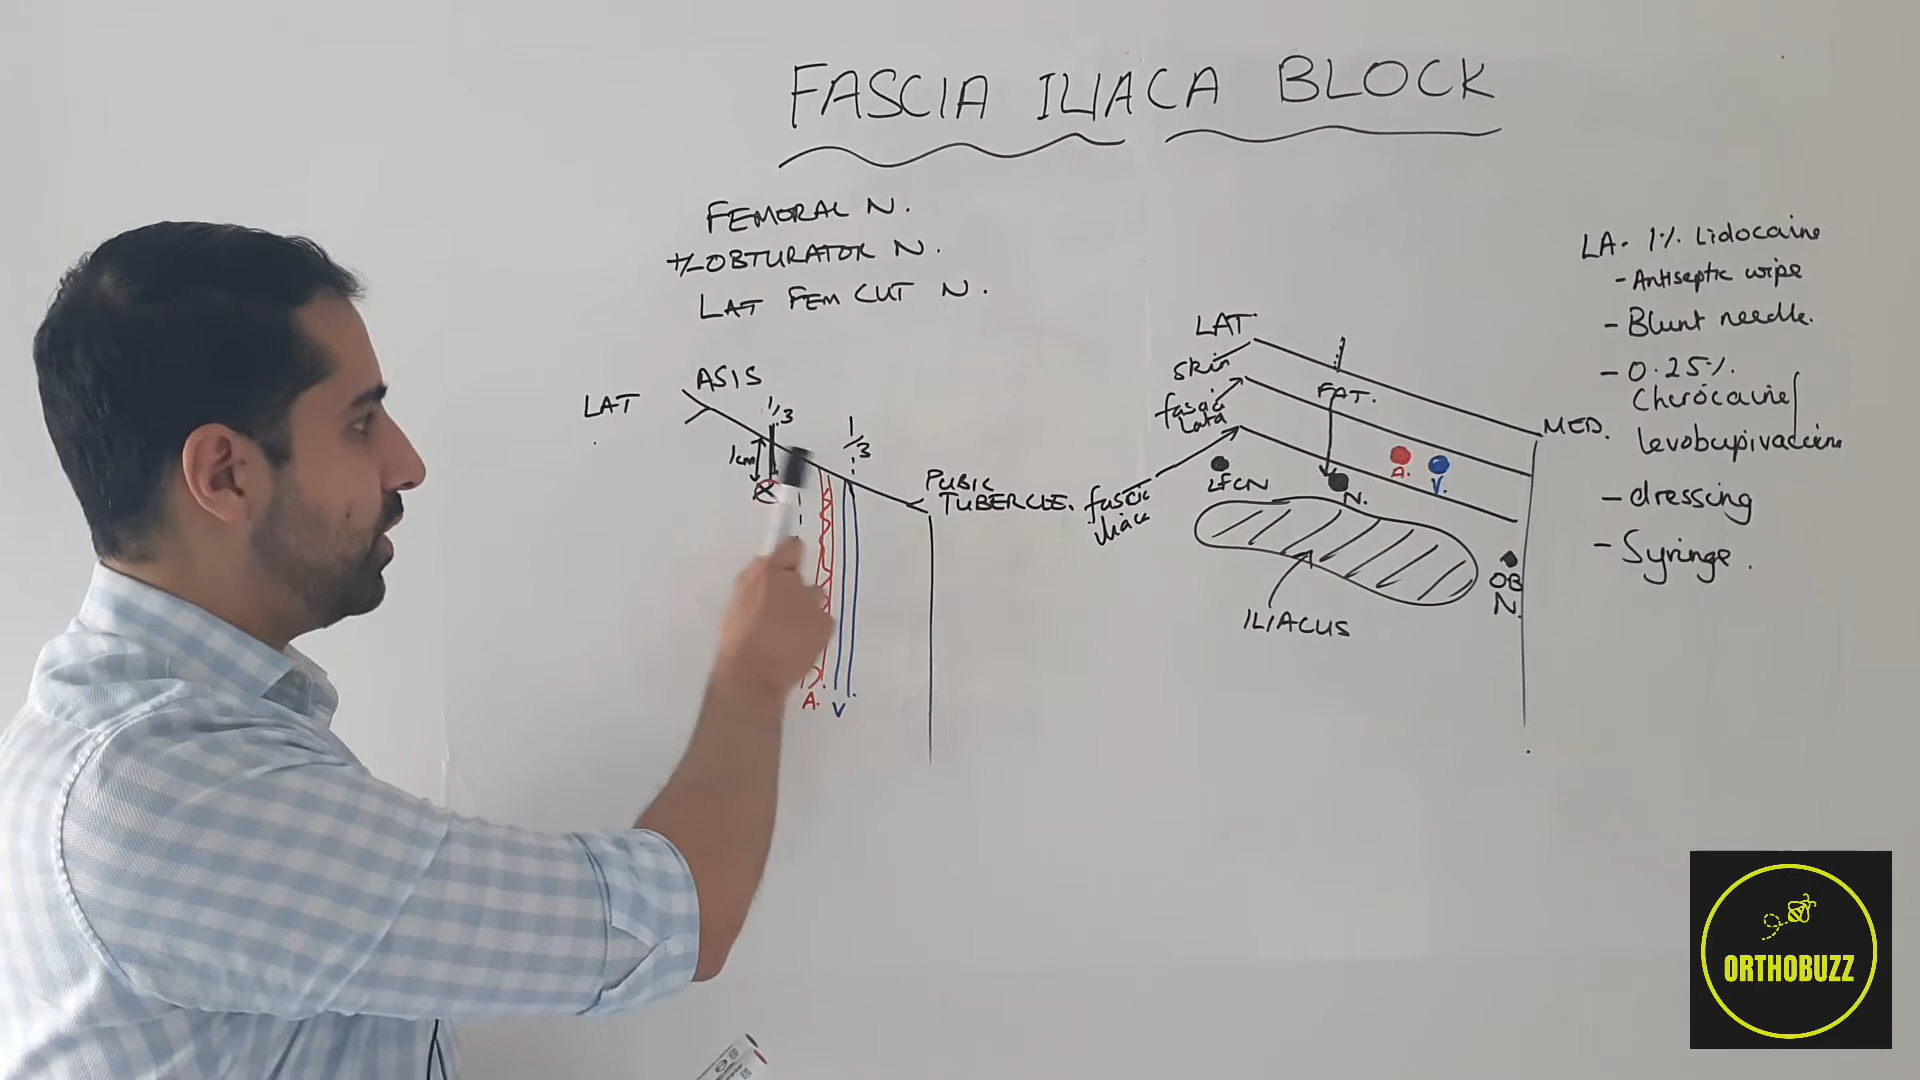 FASCIA ILIACA BLOCK
FEMORAL N.
+/- OBTURATOR N.
LAT FEM CUT N.
LAT
ASIS
1/3
1/3
1cm
X
PUBIC
TUBERCLE.
A.
V
LAT.
skin
fascia
lata
fascia
iliaca
FAT.
MED.
LFCN
N.
A.
V.
OB
N.
ILIACUS
LA - 1% Lidocaine
- Antiseptic wipe
- Blunt needle.
- 0.25%
Chirocaine/
levobupivacaine
- dressing
- Syringe.
ORTHOBUZZ